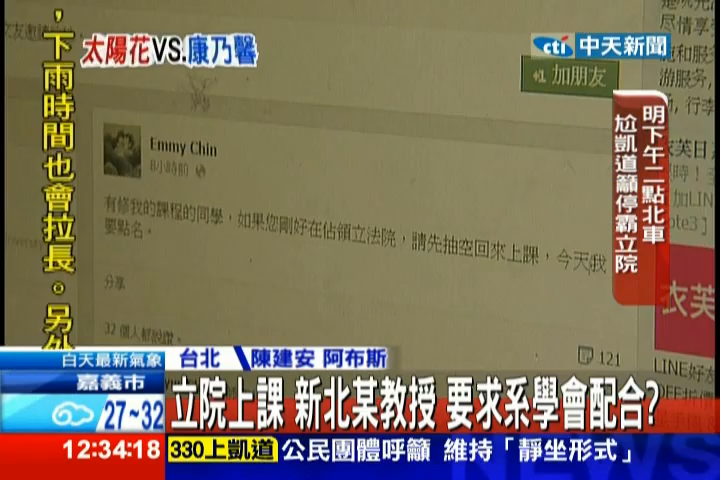 太陽花VS.康乃馨
cti 中天新聞
，下雨時間也會拉長。另外
明下午二點北車
尬凱道籲停霸立院
+1 加朋友
Emmy Chin
8小時前
有修我的課程的同學，如果您剛好在佔領立法院，請先抽空回來上課，今天我
要點名。
分享
32 個人都說讚。
121
衣芙
台北 陳建安 阿布斯
白天最新氣象
嘉義市
27~32
立院上課 新北某教授 要求系學會配合?
12:34:18
330上凱道 公民團體呼籲 維持「靜坐形式」